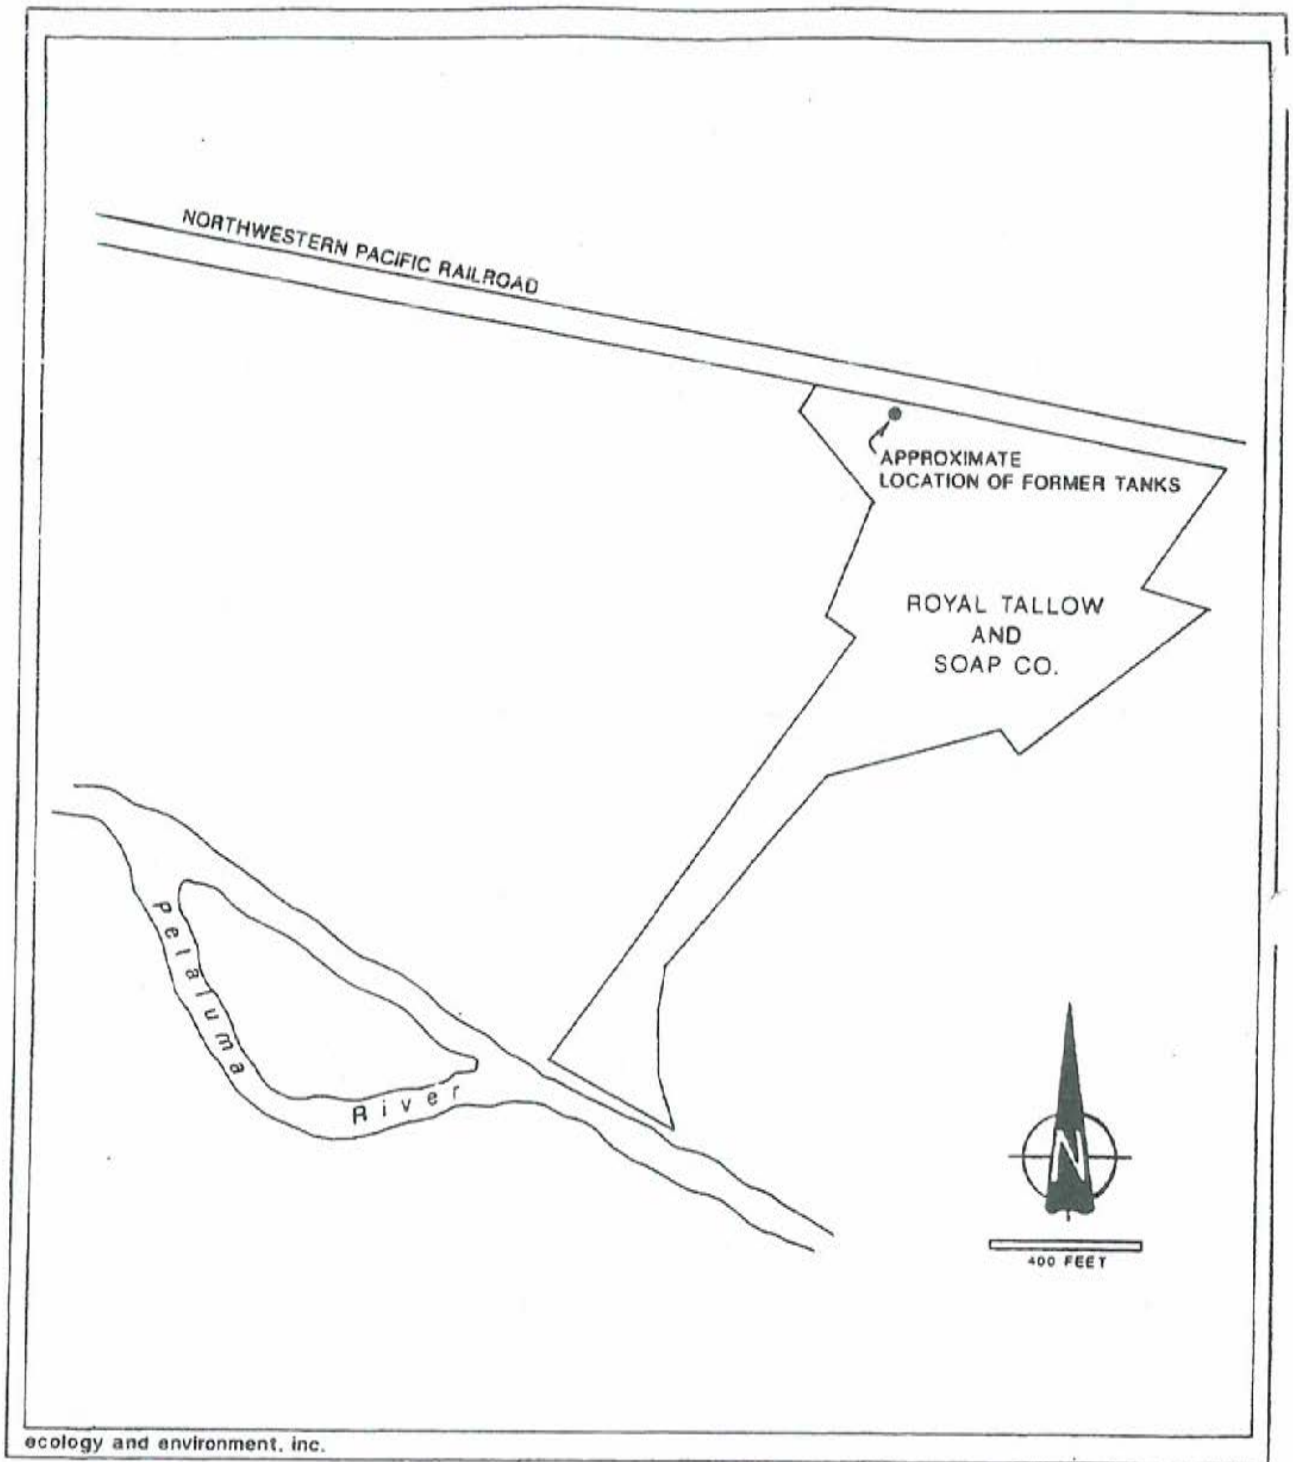 NORTHWESTERN PACIFIC RAILROAD
APPROXIMATE
LOCATION OF FORMER TANKS
ROYAL TALLOW
AND
SOAP CO.
Petaluma
River
N
400 FEET
ecology and environment, inc.